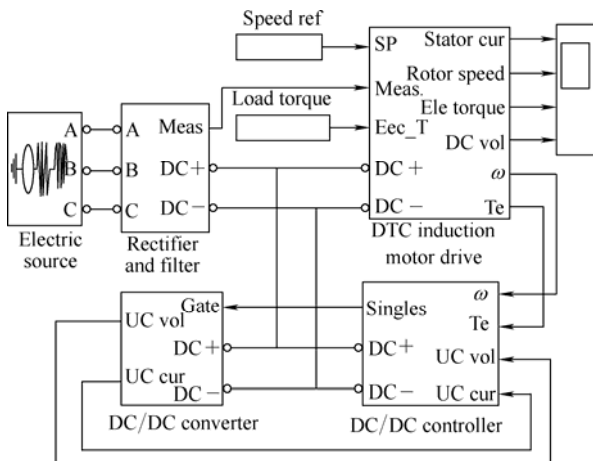 Speed ref
SP
Stator cur
Rotor speed
Meas.
Load torque
Ele torque
Eec_T
DC vol
A
A
Meas
B
B
DC+
DC+
ω
C
C
DC−
DC−
Te
Electric
source
Rectifier
and filter
DTC induction
motor drive
Gate
Singles
ω
UC vol
Te
DC+
DC+
UC vol
UC cur
DC−
DC−
UC cur
DC/DC converter
DC/DC controller